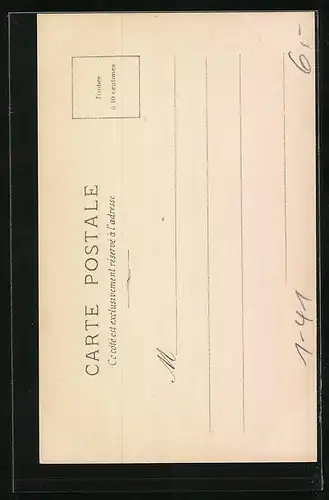 CARTE POSTALE
Ce côté est exclusivement réservé à l'adresse
Timbre
à 10 centimes
M
6,-
1-41